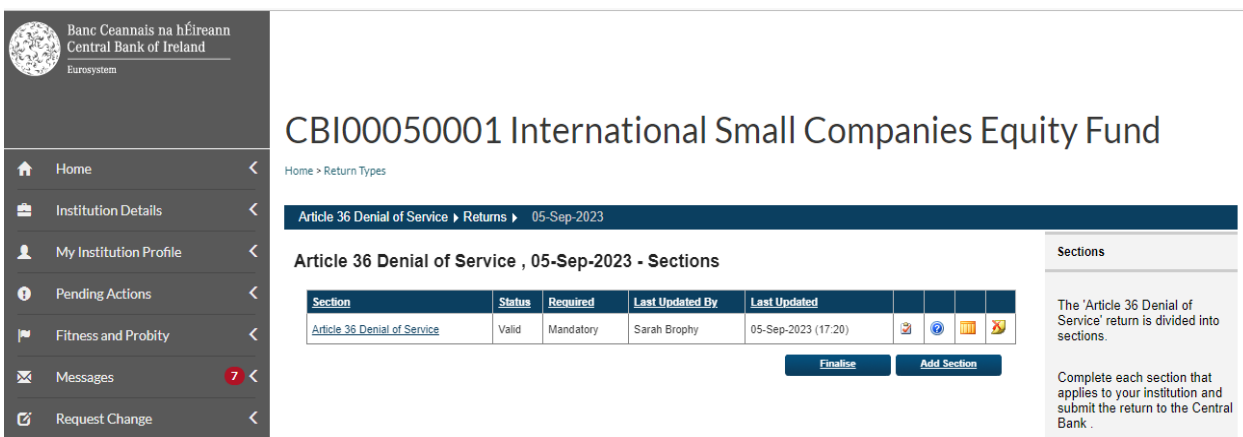 Banc Ceannais na hÉireann
Central Bank of Ireland
Eurosystem
Home
Institution Details
My Institution Profile
Pending Actions
Fitness and Probity
Messages 7
Request Change
CBI00050001 International Small Companies Equity Fund
Home > Return Types
Article 36 Denial of Service Returns 05-Sep-2023
Article 36 Denial of Service , 05-Sep-2023 - Sections
Section Status Required Last Updated By Last Updated
Article 36 Denial of Service Valid Mandatory Sarah Brophy 05-Sep-2023 (17:20)
Finalise Add Section
Sections
The 'Article 36 Denial of
Service' return is divided into
sections.
Complete each section that
applies to your institution and
submit the return to the Central
Bank .